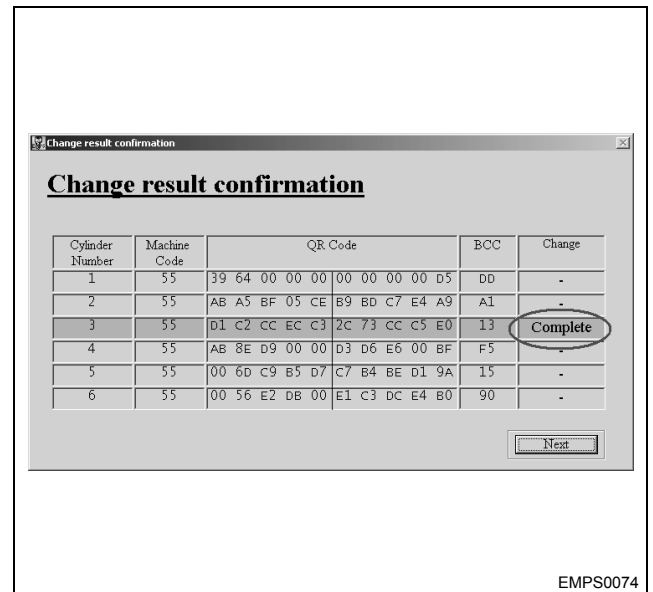 Change result confirmation
Change result confirmation
Cylinder Number Machine Code QR Code BCC Change
1 55 39 64 00 00 00 00 00 00 00 D5 DD -
2 55 AB A5 BF 05 CE B9 BD C7 E4 A9 A1 -
3 55 D1 C2 CC EC C3 2C 73 CC C5 E0 13 Complete
4 55 AB 8E D9 00 00 D3 D6 E6 00 BF F5 -
5 55 00 6D C9 B5 D7 C7 B4 BE D1 9A 15 -
6 55 00 56 E2 DB 00 E1 C3 DC E4 B0 90 -
Next
EMPS0074